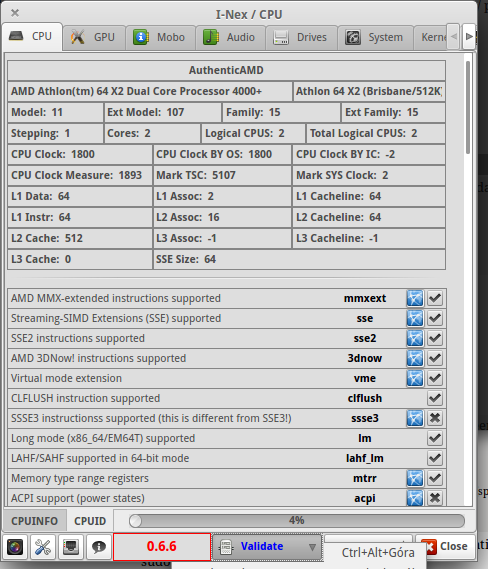 I-Nex / CPU
CPU GPU Mobo Audio Drives System Kerne
AuthenticAMD
AMD Athlon(tm) 64 X2 Dual Core Processor 4000+ Athlon 64 X2 (Brisbane/512K)
Model: 11 Ext Model: 107 Family: 15 Ext Family: 15
Stepping: 1 Cores: 2 Logical CPUS: 2 Total Logical CPUS: 2
CPU Clock: 1800 CPU Clock BY OS: 1800 CPU Clock BY IC: -2
CPU Clock Measure: 1893 Mark TSC: 5107 Mark SYS Clock: 2
L1 Data: 64 L1 Assoc: 2 L1 Cacheline: 64
L1 Instr: 64 L2 Assoc: 16 L2 Cacheline: 64
L2 Cache: 512 L3 Assoc: -1 L3 Cacheline: -1
L3 Cache: 0 SSE Size: 64
AMD MMX-extended instructions supported mmxext
Streaming-SIMD Extensions (SSE) supported sse
SSE2 instructions supported sse2
AMD 3DNow! instructions supported 3dnow
Virtual mode extension vme
CLFLUSH instruction supported clflush
SSSE3 instructionss supported (this is different from SSE3!) ssse3
Long mode (x86_64/EM64T) supported lm
LAHF/SAHF supported in 64-bit mode lahf_lm
Memory type range registers mtrr
ACPI support (power states) acpi
CPUINFO CPUID 4%
0.6.6 Validate Close
Ctrl+Alt+Góra
sudo